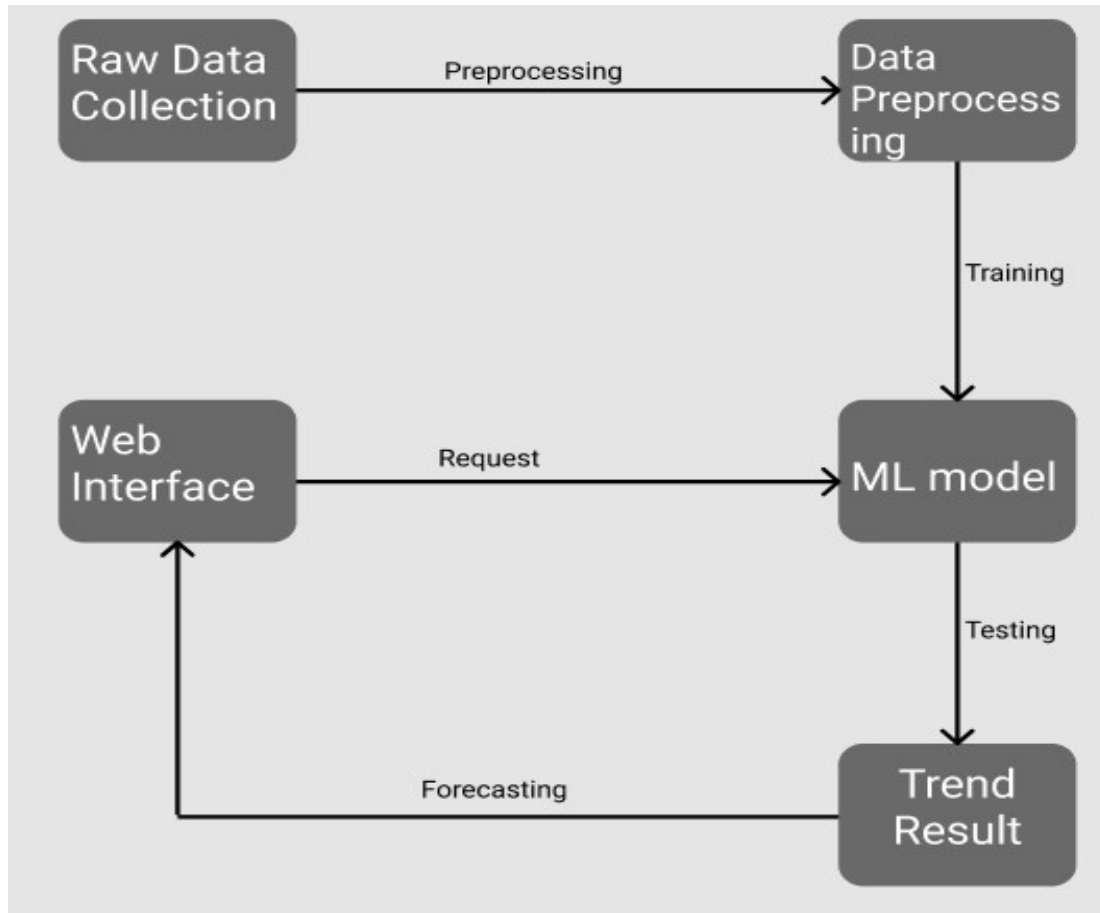 Raw Data
Collection
Preprocessing
Data
Preprocess
ing
Training
Web
Interface
Request
ML model
Testing
Forecasting
Trend
Result